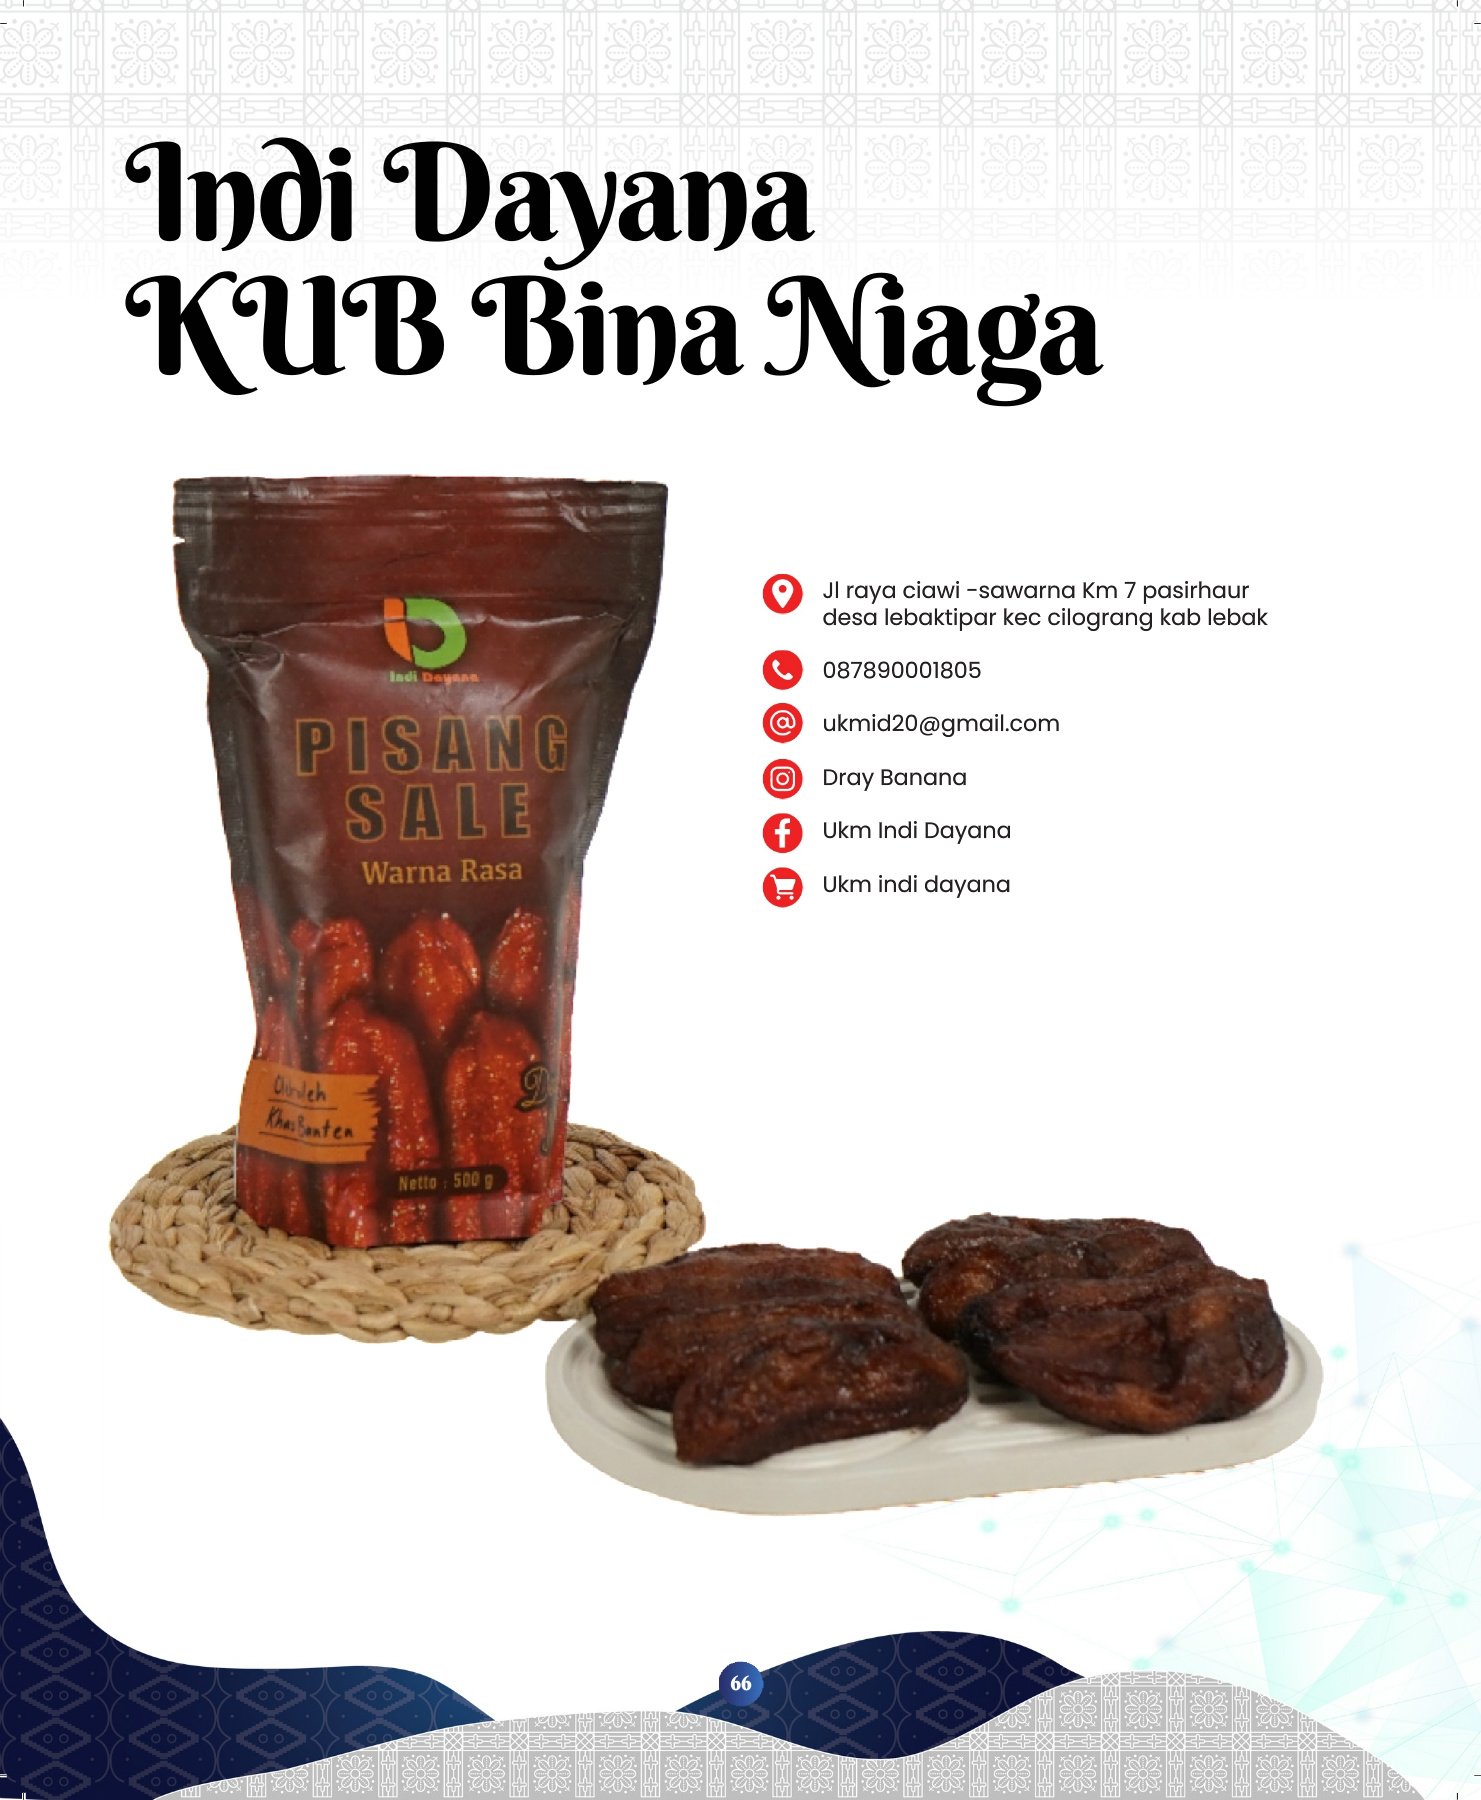 Indi Dayana
KUB Bina Niaga
Indi Dayana
PISANG
SALE
Warna Rasa
Khas Banten
Netto : 500 g
Jl raya ciawi -sawarna Km 7 pasirhaur
desa lebaktipar kec cilograng kab lebak
087890001805
ukmid20@gmail.com
Dray Banana
Ukm Indi Dayana
Ukm indi dayana
66